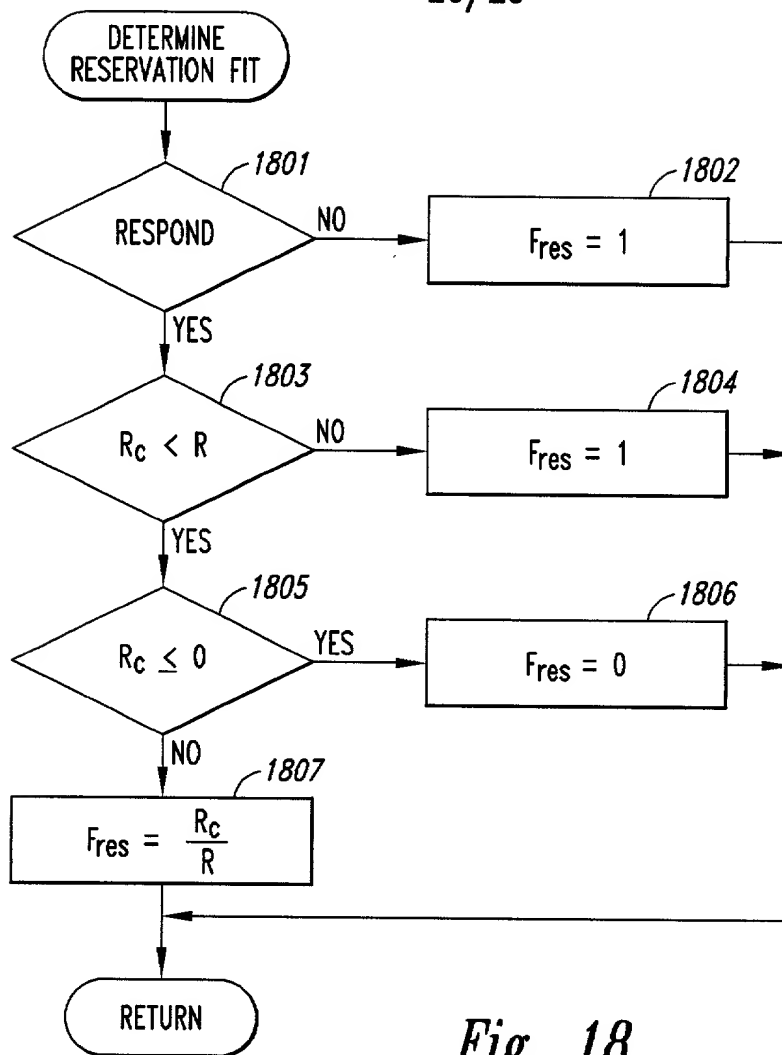 DETERMINE
RESERVATION FIT
1801
RESPOND
NO
1802
Fres = 1
YES
1803
Rc < R
NO
1804
Fres = 1
YES
1805
Rc ≤ 0
YES
1806
Fres = 0
NO
1807
Fres = Rc / R
RETURN
Fig. 18